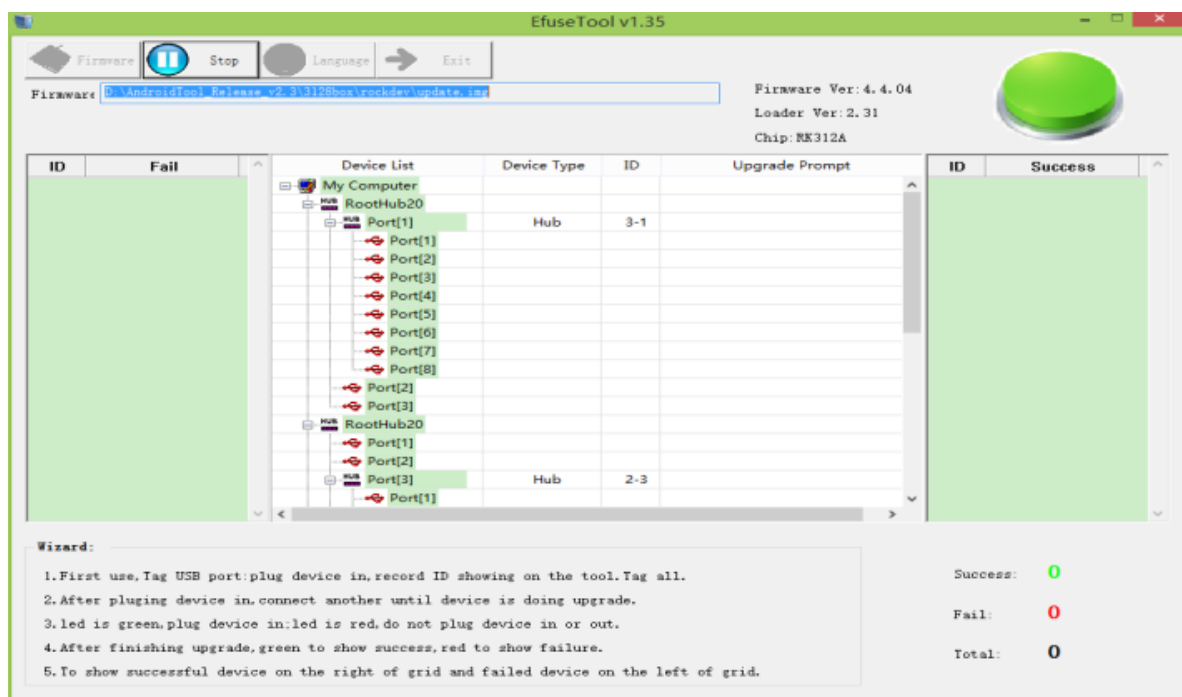 EfuseTool v1.35
Firmware Stop Language Exit
Firmware D:\AndroidTool_Release_v2.3\3126box\rockdev\update.img
Firmware Ver:4.4.04
Loader Ver:2.31
Chip:RK312A
ID Fail Device List Device Type ID Upgrade Prompt ID Success
My Computer
HUB RootHub20
HUB Port[1] Hub 3-1
Port[1]
Port[2]
Port[3]
Port[4]
Port[5]
Port[6]
Port[7]
Port[8]
Port[2]
Port[3]
HUB RootHub20
Port[1]
Port[2]
HUB Port[3] Hub 2-3
Port[1]
Wizard:
1.First use,Tag USB port:plug device in,record ID showing on the tool.Tag all.
2.After pluging device in,connect another until device is doing upgrade.
3.led is green,plug device in;led is red,do not plug device in or out.
4.After finishing upgrade,green to show success,red to show failure.
5.To show successful device on the right of grid and failed device on the left of grid.
Success: 0
Fail: 0
Total: 0